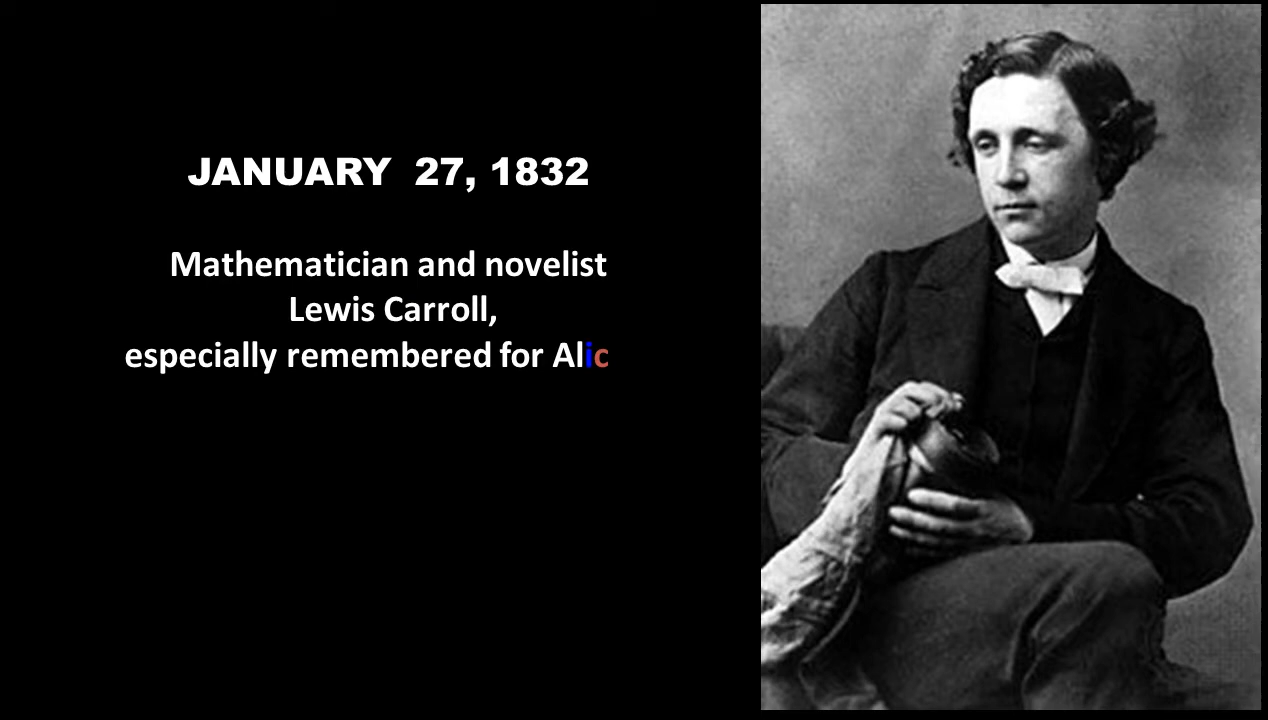 JANUARY 27, 1832
Mathematician and novelist
Lewis Carroll,
especially remembered for Alic